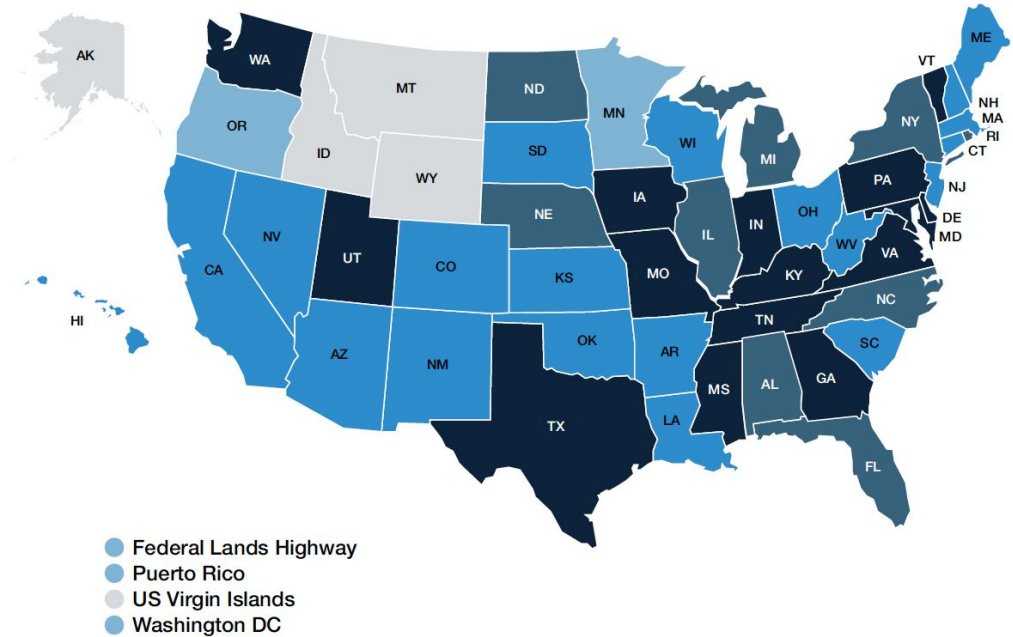 AK
WA
MT
ND
MN
OR
ID
WY
SD
WI
MI
NY
VT
ME
NH
MA
RI
CT
NJ
PA
DE
MD
NE
IA
IL
IN
OH
WV
VA
NV
UT
CO
CA
KS
MO
KY
NC
TN
HI
AZ
NM
OK
AR
SC
MS
AL
GA
TX
LA
FL
Federal Lands Highway
Puerto Rico
US Virgin Islands
Washington DC